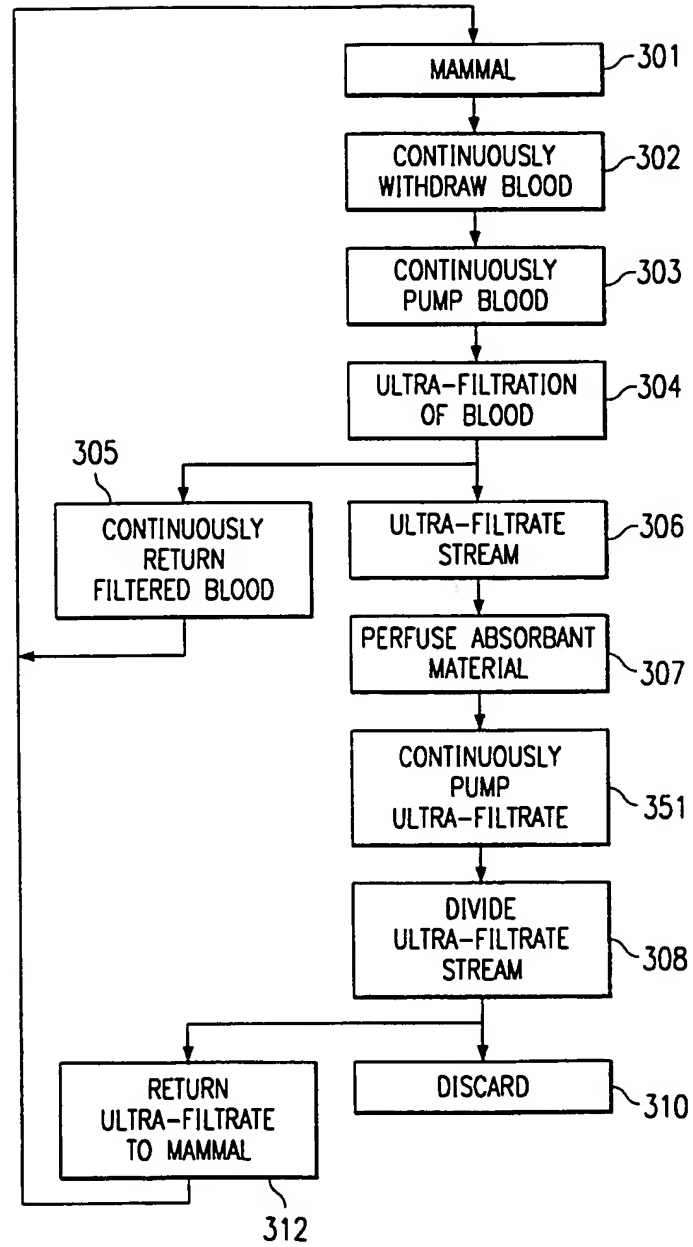 MAMMAL
301
CONTINUOUSLY
WITHDRAW BLOOD
302
CONTINUOUSLY
PUMP BLOOD
303
ULTRA-FILTRATION
OF BLOOD
304
305
CONTINUOUSLY
RETURN
FILTERED BLOOD
ULTRA-FILTRATE
STREAM
306
PERFUSE ABSORBANT
MATERIAL
307
CONTINUOUSLY
PUMP
ULTRA-FILTRATE
351
DIVIDE
ULTRA-FILTRATE
STREAM
308
RETURN
ULTRA-FILTRATE
TO MAMMAL
312
DISCARD
310